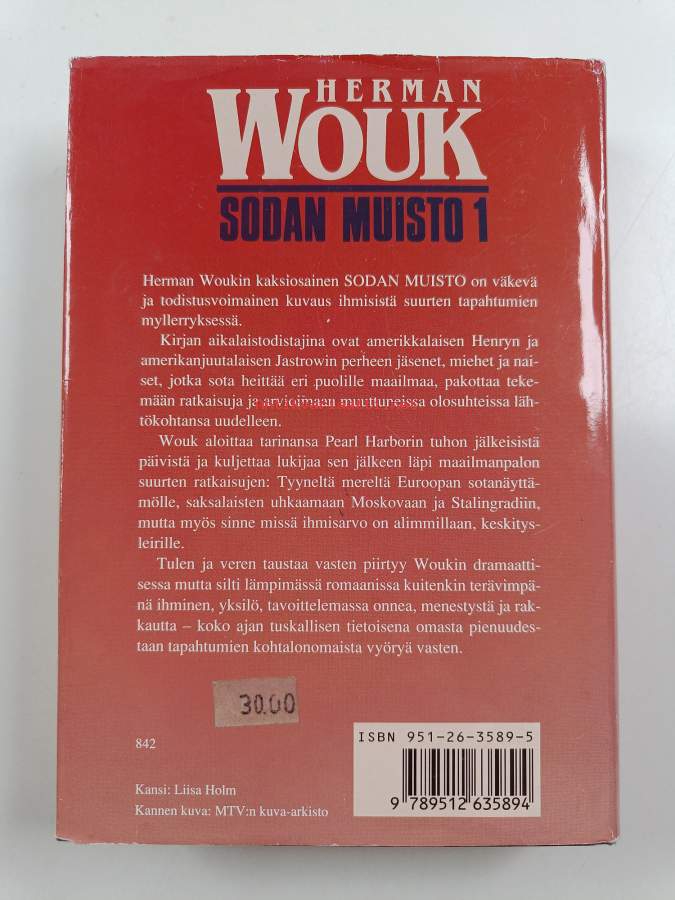 HERMAN
WOUK
SODAN MUISTO 1
Herman Woukin kaksiosainen SODAN MUISTO on väkevä
ja todistusvoimainen kuvaus ihmisistä suurten tapahtumien
myllerryksessä.
Kirjan aikalaistodistajina ovat amerikkalaisen Henryn ja
amerikanjuutalaisen Jastrowin perheen jäsenet, miehet ja nai-
set, jotka sota heittää eri puolille maailmaa, pakottaa teke-
mään ratkaisuja ja arvioimaan muuttuneissa olosuhteissa läh-
tökohtansa uudelleen.
Wouk aloittaa tarinansa Pearl Harborin tuhon jälkeisistä
päivistä ja kuljettaa lukijaa sen jälkeen läpi maailmanpalon
suurten ratkaisujen: Tyyneltä mereltä Euroopan sotanäyttä-
mölle, saksalaisten uhkaamaan Moskovaan ja Stalingradiin,
mutta myös sinne missä ihmisarvo on alimmillaan, keskitys-
leirille.
Tulen ja veren taustaa vasten piirtyy Woukin dramaatti-
sessa mutta silti lämpimässä romaanissa kuitenkin terävimpä-
nä ihminen, yksilö, tavoittelemassa onnea, menestystä ja rak-
kautta – koko ajan tuskallisen tietoisena omasta pienuudes-
taan tapahtumien kohtalonomaista vyöryä vasten.
30.00
842
ISBN 951-26-3589-5
9 789512 635894
Kansi: Liisa Holm
Kannen kuva: MTV:n kuva-arkisto